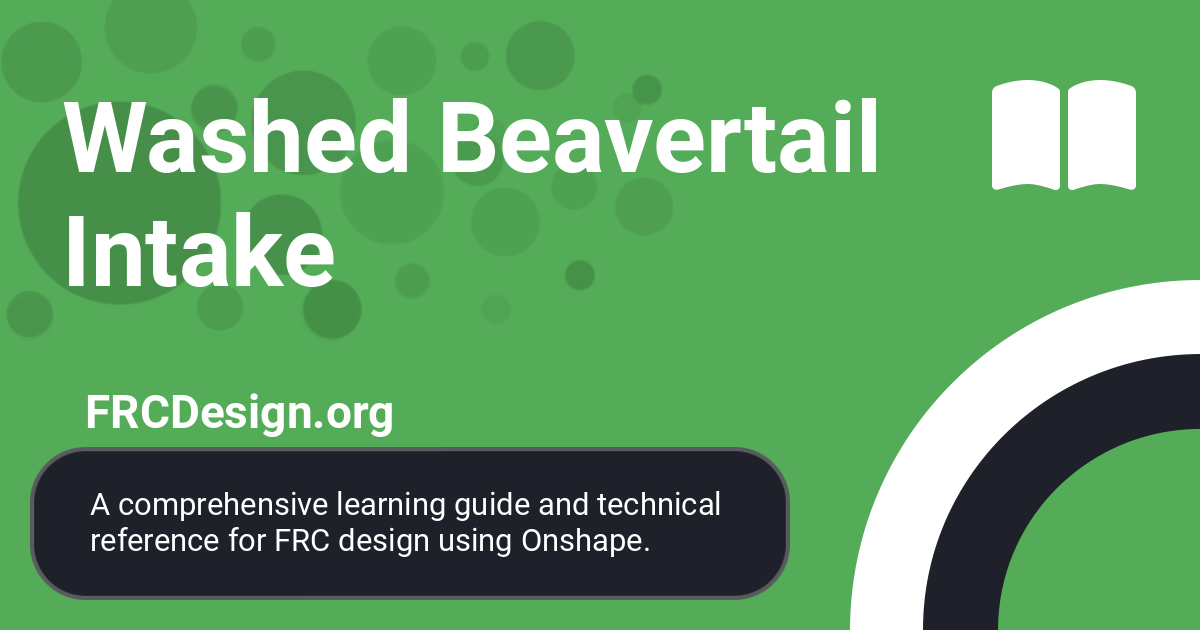 Washed Beavertail
Intake
FRCDesign.org
A comprehensive learning guide and technical
reference for FRC design using Onshape.